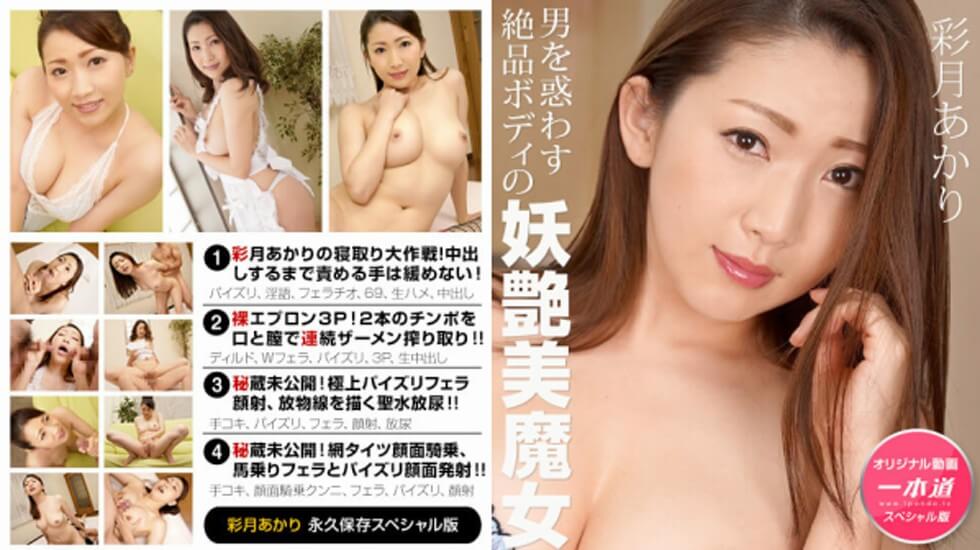 ① 彩月あかりの寝取り大作戦!中出
しするまで責める手は緩めない!
パイズリ、淫語、フェラチオ、69、生ハメ、中出し
② 裸エプロン3P!2本のチンポを
口と膣で連続ザーメン搾り取り!!
ディルド、Wフェラ、パイズリ、3P、生中出し
③ 秘蔵未公開!極上パイズリフェラ
顔射、放物線を描く聖水放尿!!
手コキ、パイズリ、フェラ、顔射、放尿
④ 秘蔵未公開!網タイツ顔面騎乗、
馬乗りフェラとパイズリ顔面発射!!
手コキ、顔面騎乗クンニ、フェラ、パイズリ、顔射
彩月あかり 永久保存スペシャル版
男を惑わす
絶品ボディの
妖艶美魔女
彩月あかり
オリジナル動画
一本道
www.1pondo.tv
スペシャル版